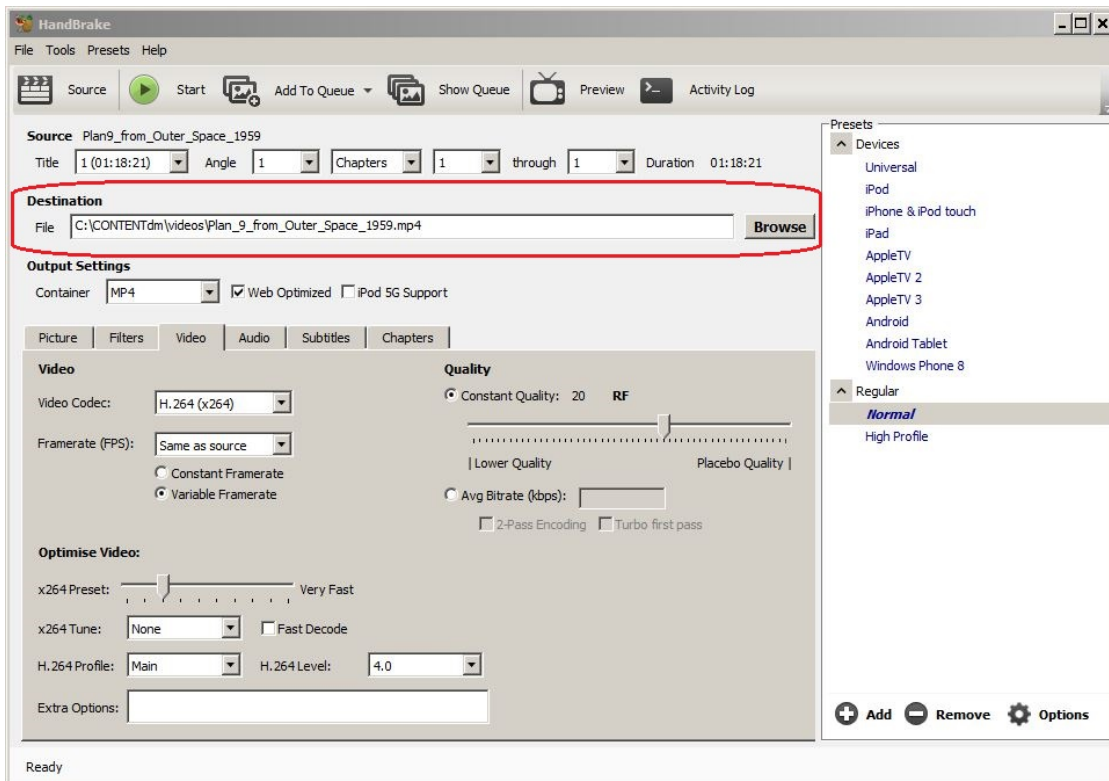 HandBrake
File Tools Presets Help
Source Start Add To Queue Show Queue Preview Activity Log
Source Plan9_from_Outer_Space_1959
Title 1 (01:18:21) Angle 1 Chapters 1 through 1 Duration 01:18:21
Destination
File C:\CONTENTdm\videos\Plan_9_from_Outer_Space_1959.mp4 Browse
Output Settings
Container MP4 Web Optimized iPod 5G Support
Picture Filters Video Audio Subtitles Chapters
Video
Video Codec: H.264 (x264)
Framerate (FPS): Same as source
Constant Framerate
Variable Framerate
Quality
Constant Quality: 20 RF
| Lower Quality Placebo Quality |
Avg Bitrate (kbps):
2-Pass Encoding Turbo first pass
Optimise Video:
x264 Preset: Very Fast
x264 Tune: None Fast Decode
H.264 Profile: Main H.264 Level: 4.0
Extra Options:
Presets
Devices
Universal
iPod
iPhone & iPod touch
iPad
AppleTV
AppleTV 2
AppleTV 3
Android
Android Tablet
Windows Phone 8
Regular
Normal
High Profile
Add Remove Options
Ready